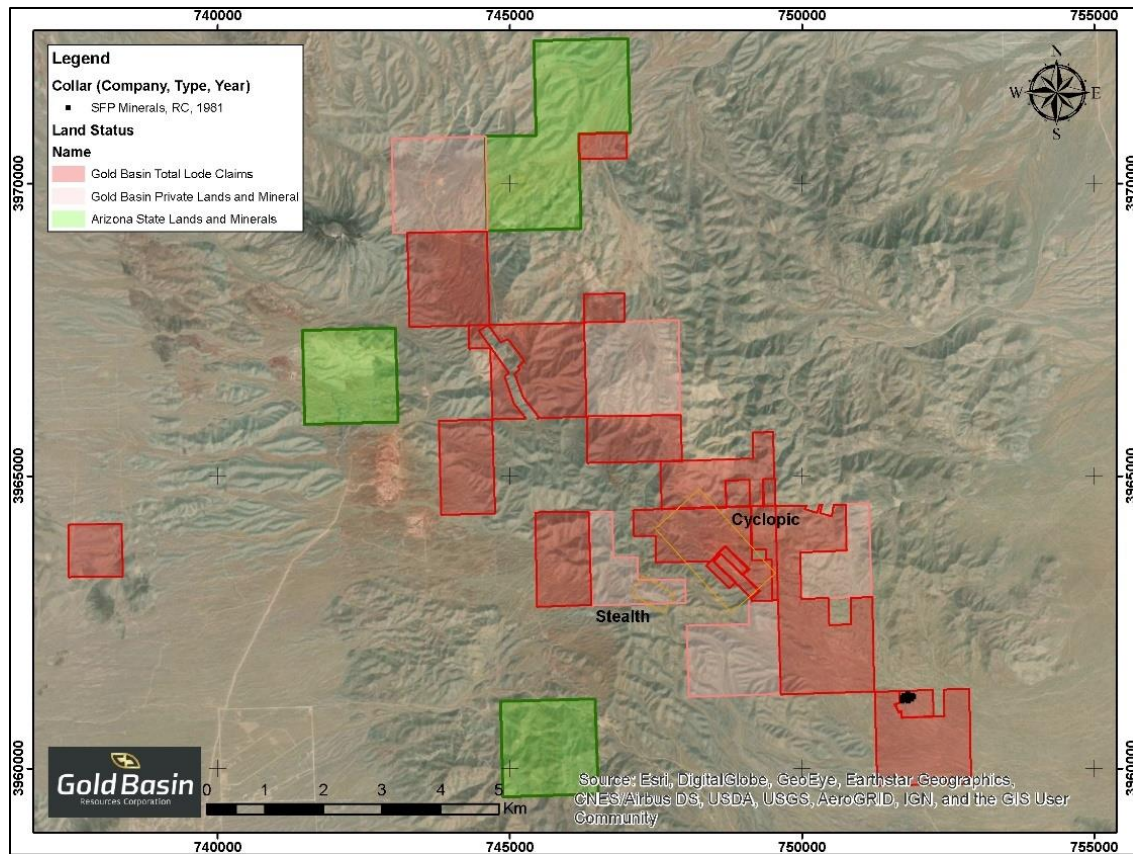 740000 745000 750000 755000
Legend
Collar (Company, Type, Year)
SFP Minerals, RC, 1981
Land Status
Name
Gold Basin Total Lode Claims
Gold Basin Private Lands and Mineral
Arizona State Lands and Minerals
N
W E
S
3970000 3970000
3965000 3965000
Cyclopic
Stealth
3960000 3960000
Gold Basin
Resources Corporation
0 1 2 3 4 5
Km
Source: Esri, DigitalGlobe, GeoEye, Earthstar Geographics,
CNES/Airbus DS, USDA, USGS, AeroGRID, IGN, and the GIS User
Community
740000 745000 750000 755000